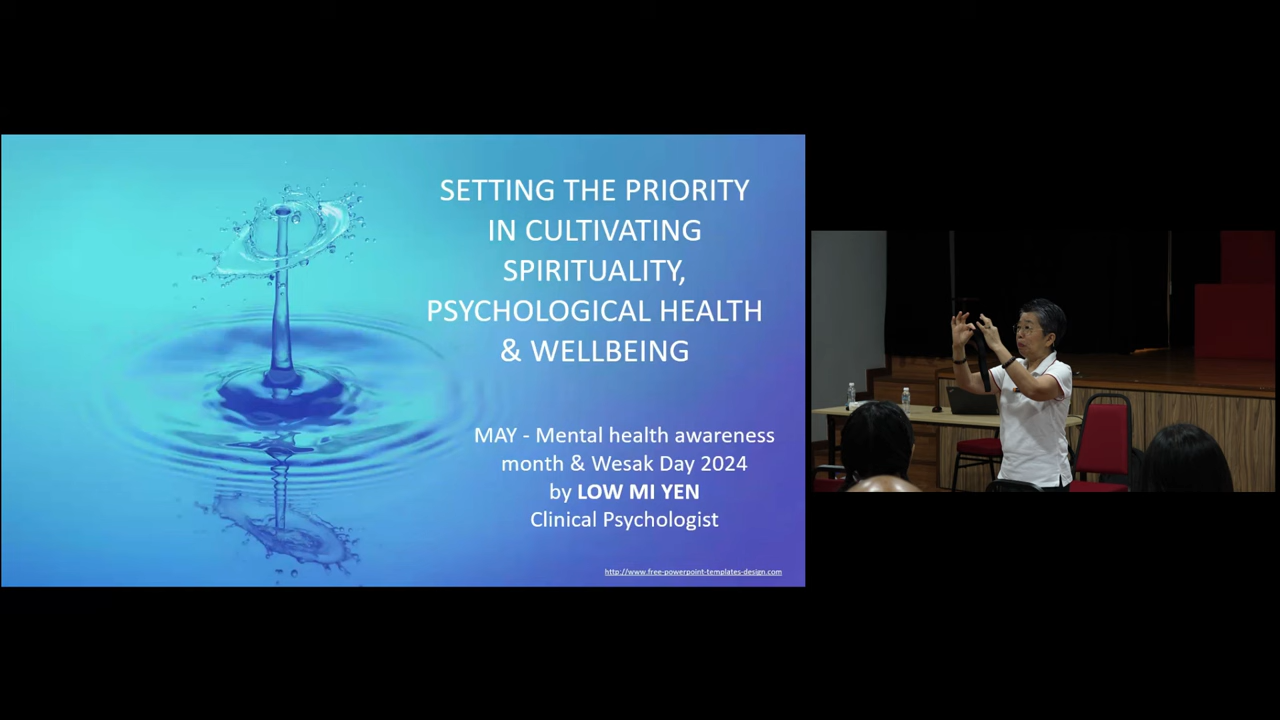 SETTING THE PRIORITY
IN CULTIVATING
SPIRITUALITY,
PSYCHOLOGICAL HEALTH
& WELLBEING
MAY - Mental health awareness
month & Wesak Day 2024
by LOW MI YEN
Clinical Psychologist
http://www.free-powerpoint-templates-design.com